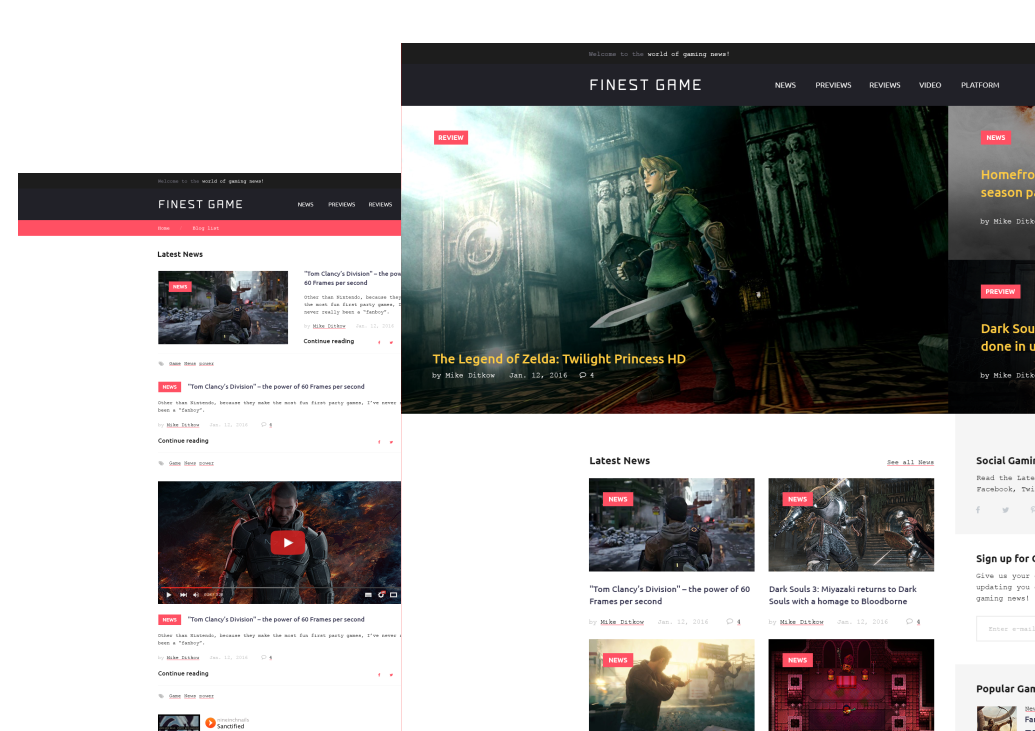 Welcome to the world of gaming news!
FINEST GAME
NEWS PREVIEWS REVIEWS
Home Blog list
Latest News
NEWS
"Tom Clancy's Division" – the pow
60 Frames per second
Other than Nintendo, because they
the most fun first party games, I
never really been a "fanboy".
by Mike Ditkow Jan. 12, 2016
Continue reading
Game News power
NEWS "Tom Clancy's Division" – the power of 60 Frames per second
Other than Nintendo, because they make the most fun first party games, I've never
been a "fanboy".
by Mike Ditkow Jan. 12, 2016 4
Continue reading
Game News power
NEWS "Tom Clancy's Division" – the power of 60 Frames per second
Other than Nintendo, because they make the most fun first party games, I've never
been a "fanboy".
by Mike Ditkow Jan. 12, 2016 4
Continue reading
Game News power
Sanctified
Welcome to the world of gaming news!
FINEST GAME
NEWS PREVIEWS REVIEWS VIDEO PLATFORM
REVIEW
The Legend of Zelda: Twilight Princess HD
by Mike Ditkow Jan. 12, 2016 4
NEWS
Homefro
season pa
by Mike Ditk
PREVIEW
Dark Sou
done in u
by Mike Ditk
Latest News
See all News
NEWS
"Tom Clancy's Division" – the power of 60
Frames per second
by Mike Ditkow Jan. 12, 2016 4
NEWS
Dark Souls 3: Miyazaki returns to Dark
Souls with a homage to Bloodborne
by Mike Ditkow Jan. 12, 2016 4
NEWS
NEWS
Social Gamin
Read the Late
Facebook, Twi
Sign up for G
Give us your
updating you
gaming news!
Enter e-mail
Popular Gam
New
Far